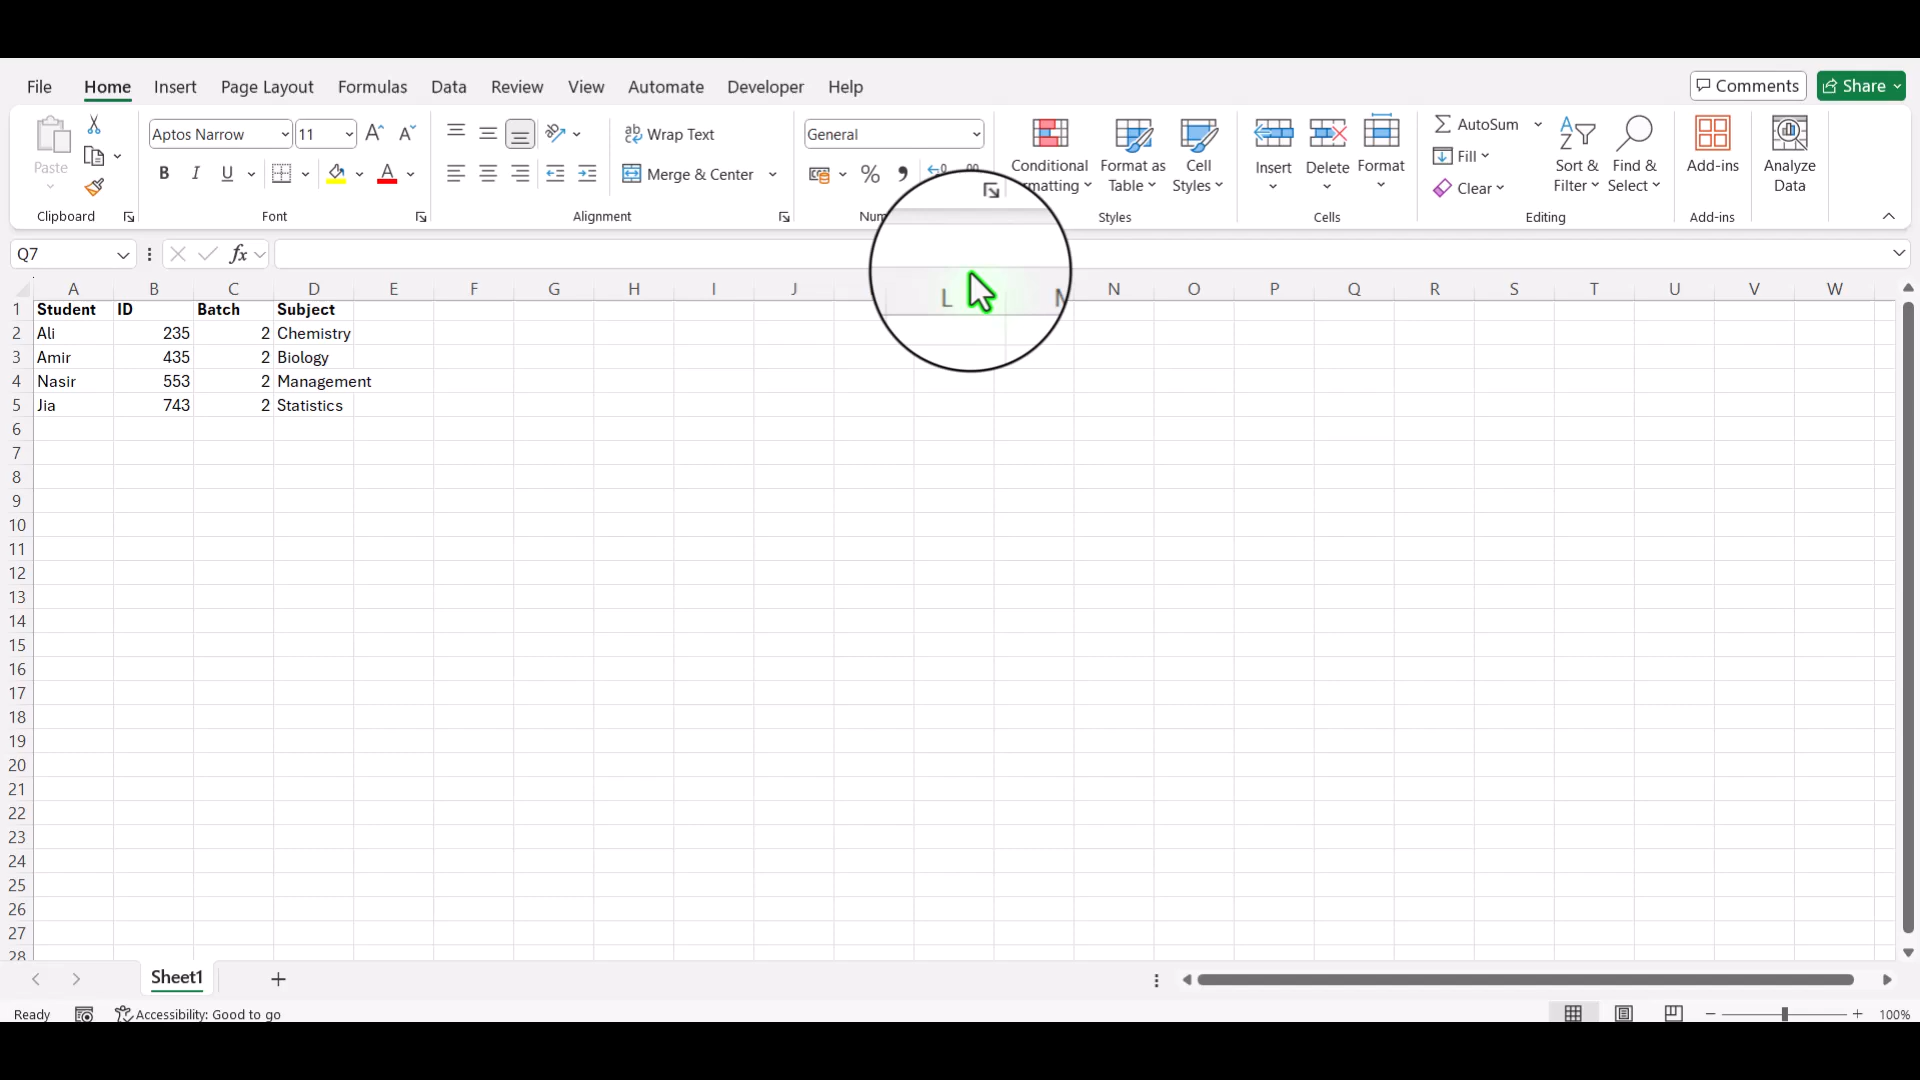 File Home Insert Page Layout Formulas Data Review View Automate Developer Help Comments Share
Aptos Narrow 11 Wrap Text General AutoSum
Paste Conditional Format as Cell Insert Delete Format Fill Sort & Find & Add-ins Analyze
B I U Merge & Center % Table Styles Clear Filter Select Data
Clipboard Font Alignment Styles Cells Editing Add-ins
Q7 fx
A B C D E F G H I J L N O P Q R S T U V W
1 Student ID Batch Subject
2 Ali 235 2 Chemistry
3 Amir 435 2 Biology
4 Nasir 553 2 Management
5 Jia 743 2 Statistics
6
7
8
9
10
11
12
13
14
15
16
17
18
19
20
21
22
23
24
25
26
27
28
Sheet1
Ready Accessibility: Good to go 100%